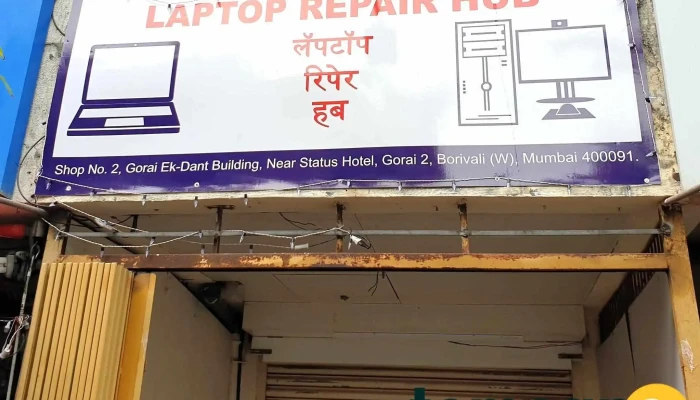 LAPTOP REPAIR HUB
लॅपटॉप
रिपेर
हब
Shop No. 2, Gorai Ek-Dant Building, Near Status Hotel, Gorai 2, Borivali (W), Mumbai 400091.